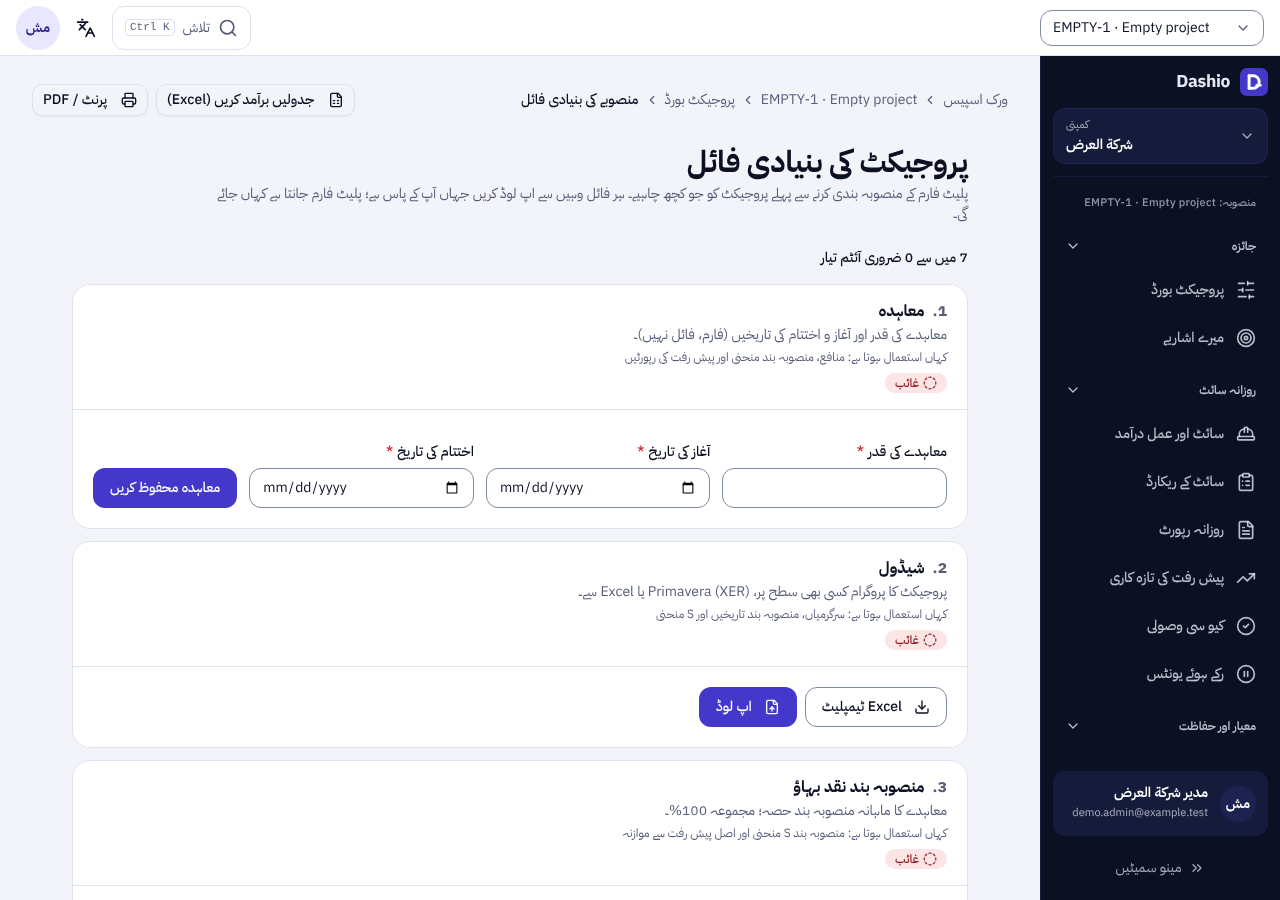 EMPTY-1 · Empty project
تلاش Ctrl K
مش
Dashio
کمپنی
شركة العرض
منصوبہ: EMPTY-1 · Empty project
جائزہ
پروجیکٹ بورڈ
میرے اشاریے
روزانہ سائٹ
سائٹ اور عمل درآمد
سائٹ کے ریکارڈ
روزانہ رپورٹ
پیش رفت کی تازہ کاری
کیو سی وصولی
رکے ہوئے یونٹس
معیار اور حفاظت
مش
مدير شركة العرض
demo.admin@example.test
مینو سمیٹیں
ورک اسپیس › EMPTY-1 · Empty project › پروجیکٹ بورڈ › منصوبے کی بنیادی فائل
جدولیں برآمد کریں (Excel)
پرنٹ / PDF
پروجیکٹ کی بنیادی فائل
پلیٹ فارم کے منصوبہ بندی کرنے سے پہلے پروجیکٹ کو جو کچھ چاہیے۔ ہر فائل وہیں سے اپ لوڈ کریں جہاں آپ کے پاس ہے؛ پلیٹ فارم جانتا ہے کہاں جائے
گی۔
7 میں سے 0 ضروری آئٹم تیار
1. معاہدہ
معاہدے کی قدر اور آغاز و اختتام کی تاریخیں (فارم، فائل نہیں)۔
کہاں استعمال ہوتا ہے: منافع، منصوبہ بند منحنی اور پیش رفت کی رپورٹیں
غائب
معاہدے کی قدر *
آغاز کی تاریخ *
اختتام کی تاریخ *
mm/dd/yyyy
mm/dd/yyyy
معاہدہ محفوظ کریں
2. شیڈول
پروجیکٹ کا پروگرام کسی بھی سطح پر، Primavera (XER) یا Excel سے۔
کہاں استعمال ہوتا ہے: سرگرمیاں، منصوبہ بند تاریخیں اور S منحنی
غائب
Excel ٹیمپلیٹ
اپ لوڈ
3. منصوبہ بند نقد بہاؤ
معاہدے کا ماہانہ منصوبہ بند حصہ؛ مجموعہ 100%۔
کہاں استعمال ہوتا ہے: منصوبہ بند S منحنی اور اصل پیش رفت سے موازنہ
غائب